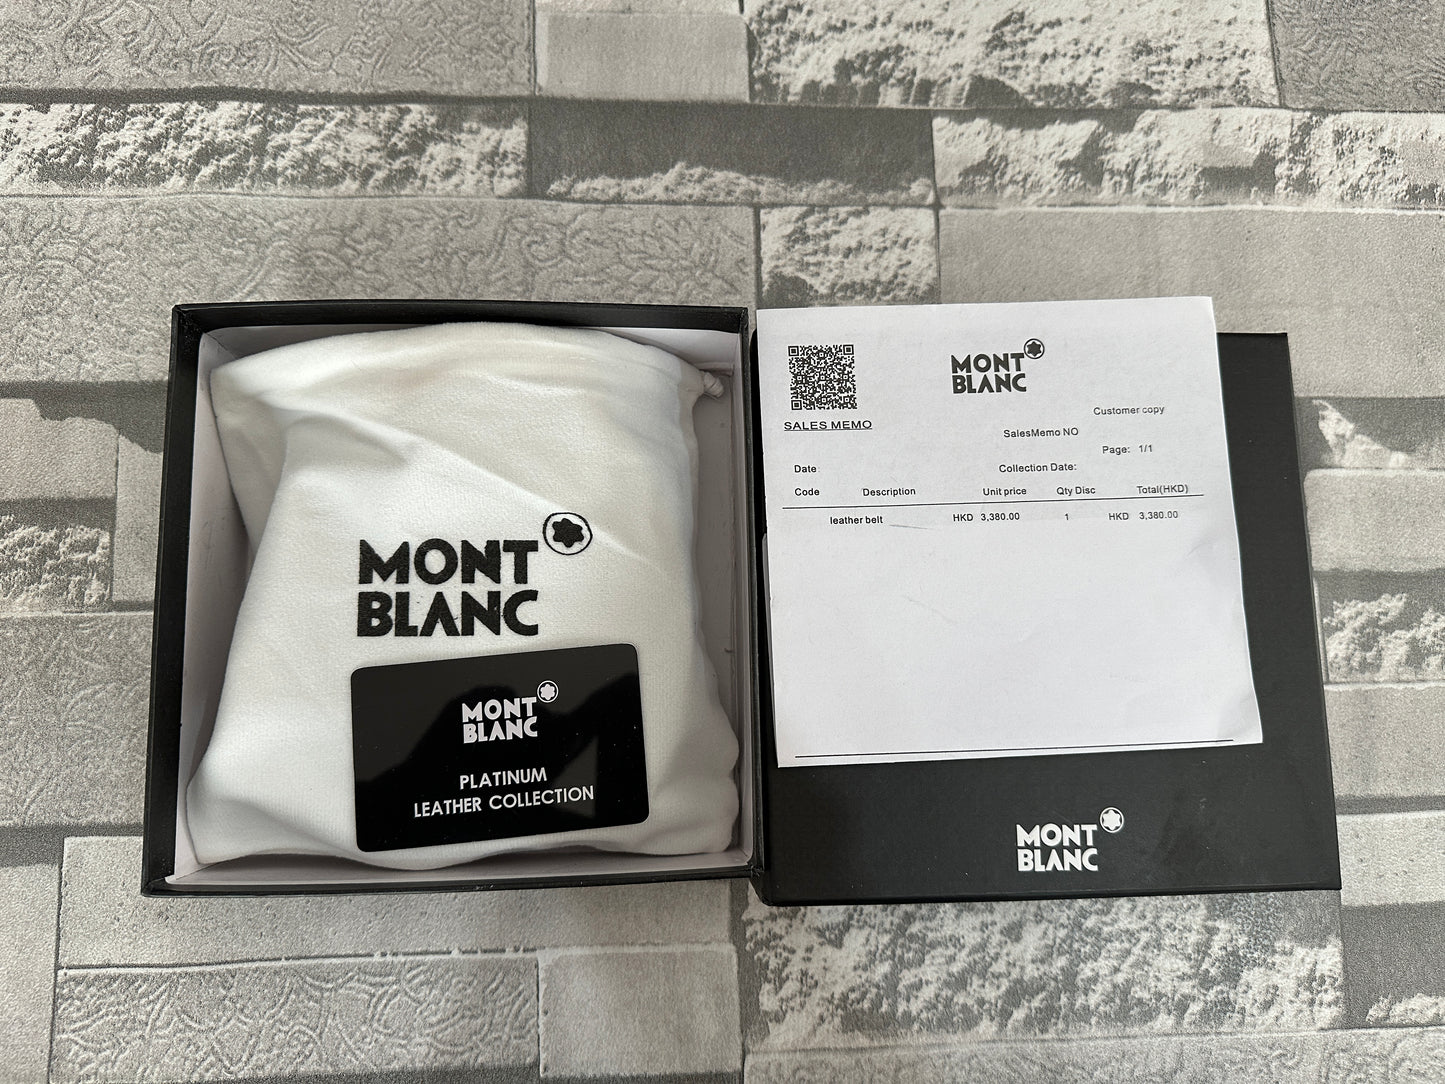 MONT
BLANC
MONT
BLANC
PLATINUM
LEATHER COLLECTION
MONT
BLANC
SALES MEMO
Customer copy
SalesMemo NO
Page: 1/1
Date:
Collection Date:
Code Description Unit price Qty Disc Total(HKD)
leather belt HKD 3,380.00 1 HKD 3,380.00
MONT
BLANC